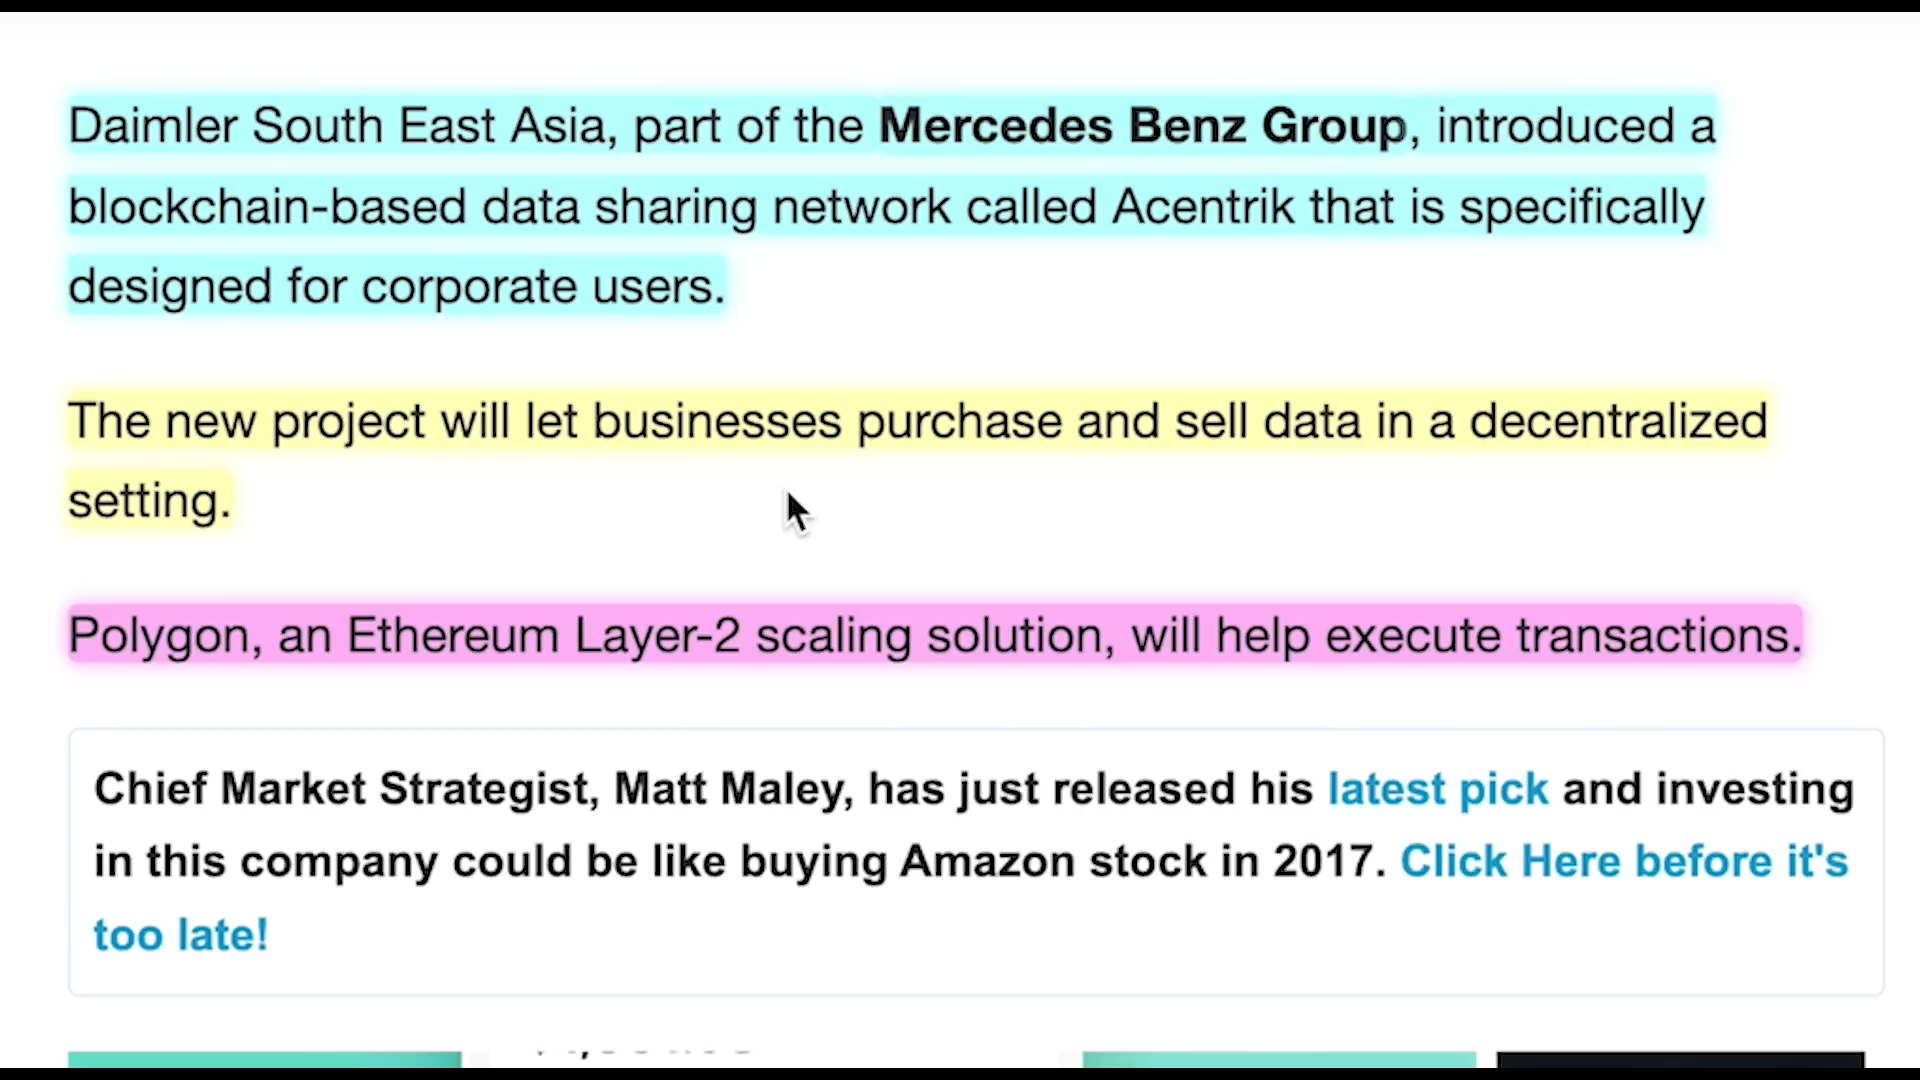 Daimler South East Asia, part of the Mercedes Benz Group, introduced a
blockchain-based data sharing network called Acentrik that is specifically
designed for corporate users.
The new project will let businesses purchase and sell data in a decentralized
setting.
Polygon, an Ethereum Layer-2 scaling solution, will help execute transactions.
Chief Market Strategist, Matt Maley, has just released his latest pick and investing
in this company could be like buying Amazon stock in 2017. Click Here before it's
too late!